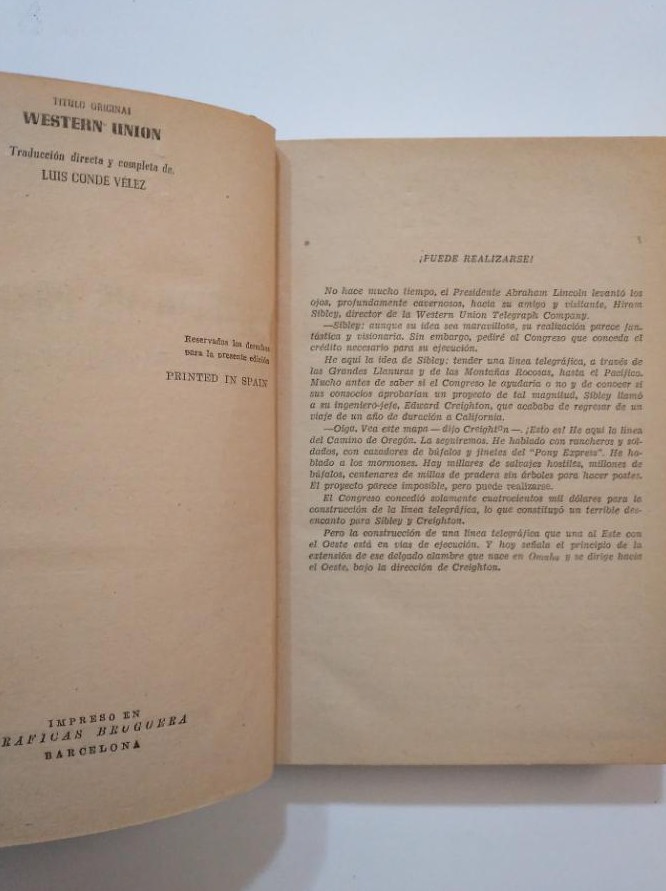 TITULO ORIGINAL
WESTERN UNION
Traducción directa y completa de
LUIS CONDE VÉLEZ
Reservados los derechos
para la presente edición
PRINTED IN SPAIN
IMPRESO EN
RAFICAS BRUGUERA
BARCELONA
¡PUEDE REALIZARSE!
No hace mucho tiempo, el Presidente Abraham Lincoln levantó los
ojos, profundamente cavernosos, hacia su amigo y visitante, Hiram
Sibley, director de la Western Union Telegraph Company.
—Sibley: aunque su idea sea maravillosa, su realización parece fan-
tástica y visionaria. Sin embargo, pediré al Congreso que conceda el
crédito necesario para su ejecución.
He aquí la idea de Sibley: tender una línea telegráfica, a través de
las Grandes Llanuras y de las Montañas Rocosas, hasta el Pacífico.
Mucho antes de saber si el Congreso le ayudaría o no y de conocer si
sus consocios aprobarían un proyecto de tal magnitud, Sibley llamó
a su ingeniero-jefe, Edward Creighton, que acababa de regresar de un
viaje de un año de duración a California.
—Oiga. Vea este mapa —dijo Creighton—. ¡Esto es! He aquí la línea
del Camino de Oregón. La seguiremos. He hablado con rancheros y sol-
dados, con cazadores de búfalos y jinetes del "Pony Express". He ha-
blado a los mormones. Hay millares de salvajes hostiles, millones de
búfalos, centenares de millas de pradera sin árboles para hacer postes.
El proyecto parece imposible, pero puede realizarse.
El Congreso concedió solamente cuatrocientos mil dólares para la
construcción de la línea telegráfica, lo que constituyó un terrible des-
encanto para Sibley y Creighton.
Pero la construcción de una línea telegráfica que una al Este con
el Oeste está en vías de ejecución. Y hoy señala el principio de la
extensión de ese delgado alambre que nace en Omaha y se dirige hacia
el Oeste, bajo la dirección de Creighton.